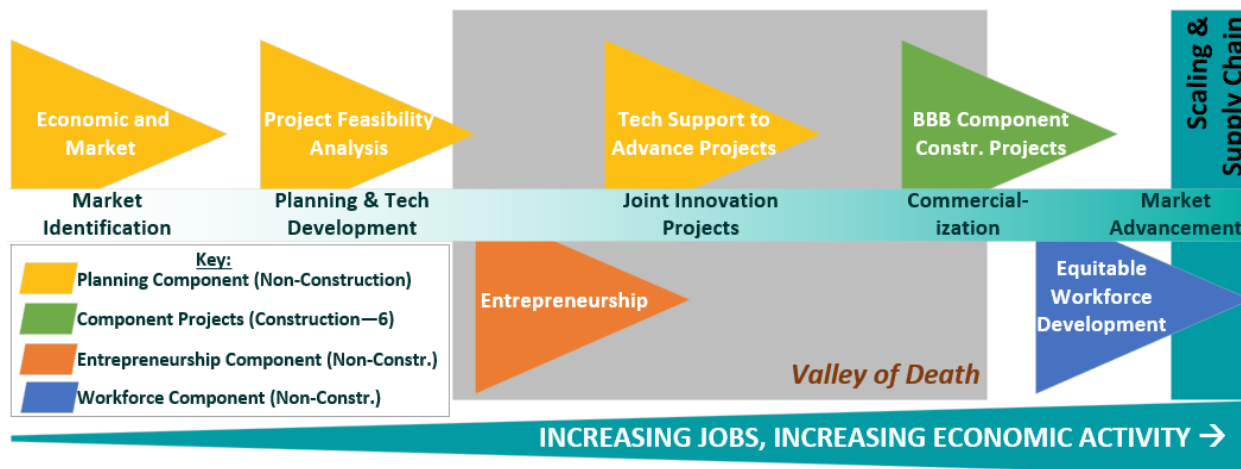 Economic and
Market
Project Feasibility
Analysis
Tech Support to
Advance Projects
BBB Component
Constr. Projects
Scaling &
Supply Chain
Market
Identification
Planning & Tech
Development
Joint Innovation
Projects
Commercial-
ization
Market
Advancement
Key:
Planning Component (Non-Construction)
Component Projects (Construction—6)
Entrepreneurship Component (Non-Constr.)
Workforce Component (Non-Constr.)
Entrepreneurship
Equitable
Workforce
Development
Valley of Death
INCREASING JOBS, INCREASING ECONOMIC ACTIVITY →